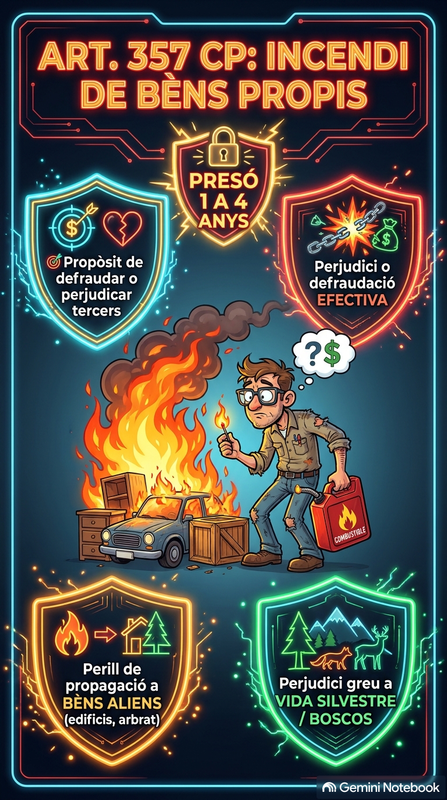 ART. 357 CP: INCENDI
DE BÈNS PROPIS
PRESÓ
1 A 4
ANYS
$
Propòsit de
defraudar o
perjudicar
tercers
$
Perjudici o
defraudació
EFECTIVA
?$
COMBUSTIBLE
Perill de
propagació a
BÈNS ALIENS
(edificis, arbrat)
Perjudici greu a
VIDA SILVESTRE
/ BOSCOS
Gemini Notebook